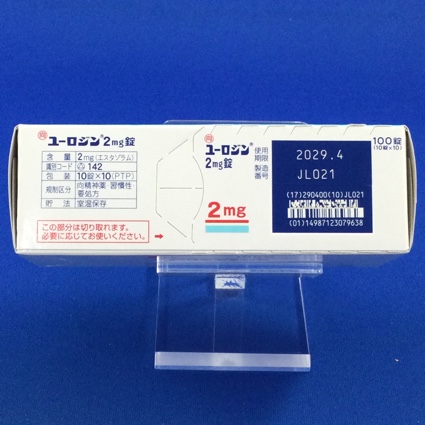 向 ユーロジン® 2mg錠
含量 2mg(エスタゾラム)
識別コード 142
包装 10錠×10(PTP)
規制区分 向精神薬 習慣性
要処方
貯法 室温保存
この部分は切り取れます。
必要に応じてお使いください。
→
向 ユーロジン®
2mg錠
2mg
使用
期限 2029.4
製造
番号 JL021
(17)290400(10)JL021
(01)14987123079638
100錠
(10錠×10)